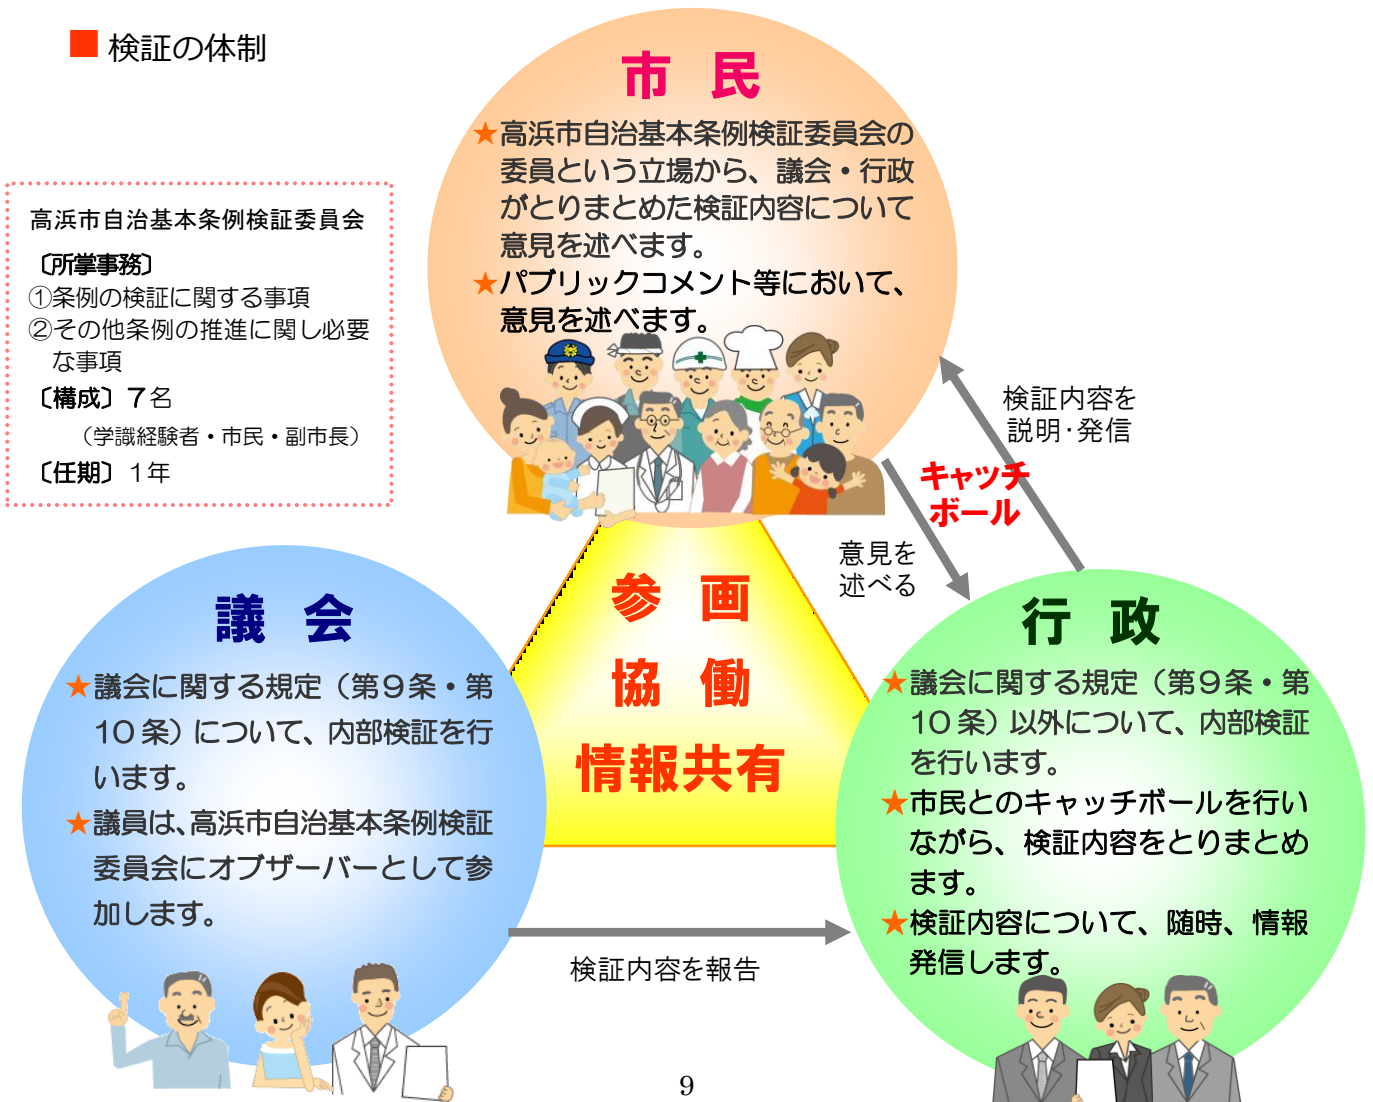 ■ 検証の体制
市 民
★高浜市自治基本条例検証委員会の
委員という立場から、議会・行政
がとりまとめた検証内容について
意見を述べます。
★パブリックコメント等において、
意見を述べます。
高浜市自治基本条例検証委員会
〔所掌事務〕
①条例の検証に関する事項
②その他条例の推進に関し必要
な事項
〔構成〕7名
（学識経験者・市民・副市長）
〔任期〕1年
検証内容を
説明・発信
キャッチ
ボール
意見を
述べる
参 画
協 働
情報共有
議 会
★議会に関する規定（第9条・第
10条）について、内部検証を行
います。
★議員は、高浜市自治基本条例検証
委員会にオブザーバーとして参
加します。
行 政
★議会に関する規定（第9条・第
10条）以外について、内部検証
を行います。
★市民とのキャッチボールを行い
ながら、検証内容をとりまとめ
ます。
★検証内容について、随時、情報
発信します。
検証内容を報告
9